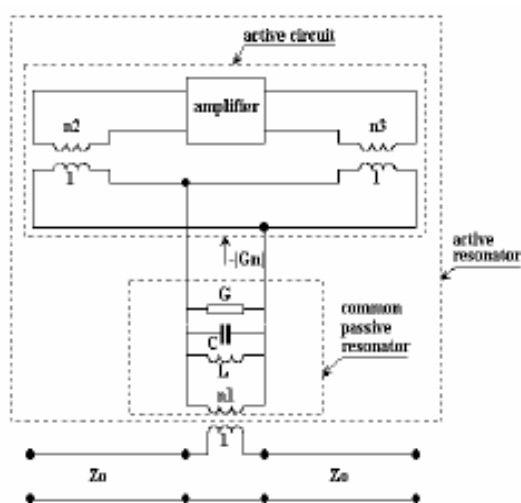 active circuit
amplifier
n2
n3
1
1
active
resonator
-|Gn|
G
common
passive
resonator
C
L
n1
1
Zo
Zo